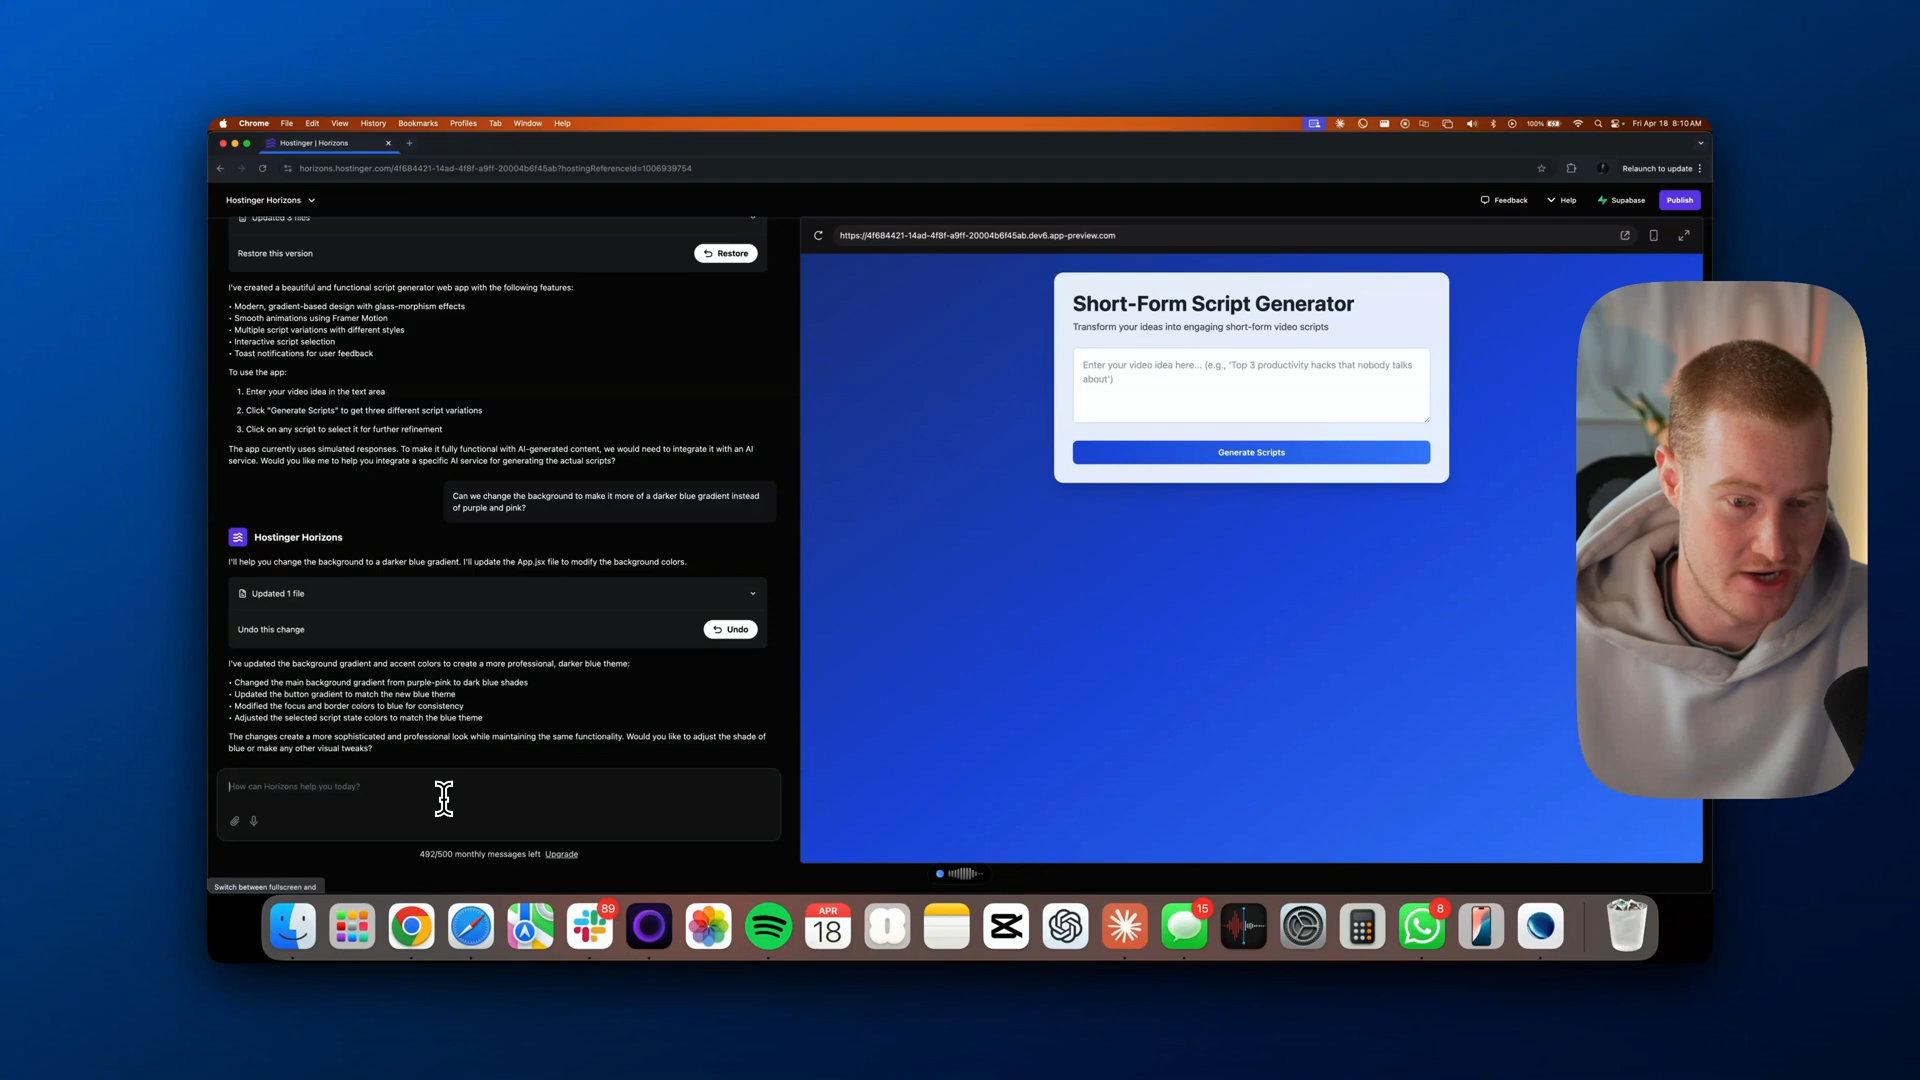 Chrome File Edit View History Bookmarks Profiles Tab Window Help
100% Fri Apr 18 8:10 AM
Hostinger | Horizons
horizons.hostinger.com/4f684421-14ad-4f8f-a9ff-20004b6f45ab?hostingReferenceId=1006939754
Relaunch to update
Hostinger Horizons
Feedback Help Supabase Publish
Updated 3 files
Restore this version
Restore
I've created a beautiful and functional script generator web app with the following features:
• Modern, gradient-based design with glass-morphism effects
• Smooth animations using Framer Motion
• Multiple script variations with different styles
• Interactive script selection
• Toast notifications for user feedback
To use the app:
1. Enter your video idea in the text area
2. Click "Generate Scripts" to get three different script variations
3. Click on any script to select it for further refinement
The app currently uses simulated responses. To make it fully functional with AI-generated content, we would need to integrate it with an AI
service. Would you like me to help you integrate a specific AI service for generating the actual scripts?
Can we change the background to make it more of a darker blue gradient instead
of purple and pink?
Hostinger Horizons
I'll help you change the background to a darker blue gradient. I'll update the App.jsx file to modify the background colors.
Updated 1 file
Undo this change
Undo
I've updated the background gradient and accent colors to create a more professional, darker blue theme:
• Changed the main background gradient from purple-pink to dark blue shades
• Updated the button gradient to match the new blue theme
• Modified the focus and border colors to blue for consistency
• Adjusted the selected script state colors to match the blue theme
The changes create a more sophisticated and professional look while maintaining the same functionality. Would you like to adjust the shade of
blue or make any other visual tweaks?
How can Horizons help you today?
492/500 monthly messages left Upgrade
Switch between fullscreen and
https://4f684421-14ad-4f8f-a9ff-20004b6f45ab.dev6.app-preview.com
Short-Form Script Generator
Transform your ideas into engaging short-form video scripts
Enter your video idea here... (e.g., 'Top 3 productivity hacks that nobody talks
about')
Generate Scripts
89
APR
18
15
8